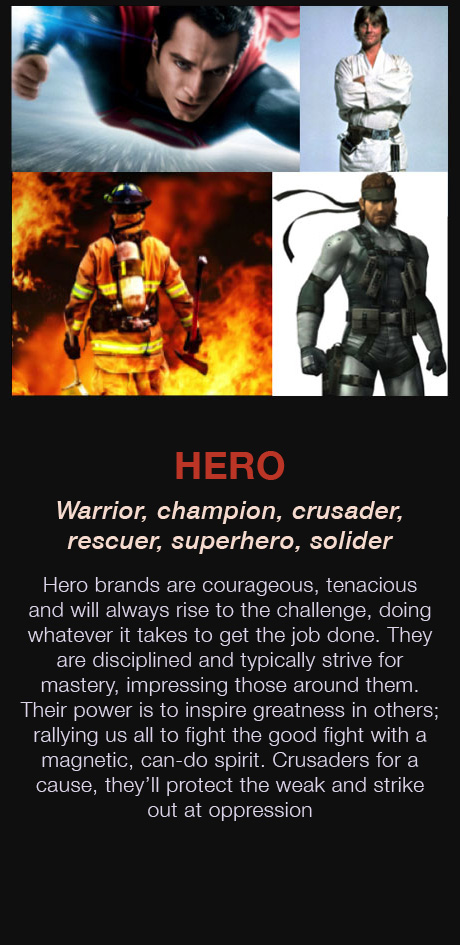 HERO
Warrior, champion, crusader,
rescuer, superhero, solider
Hero brands are courageous, tenacious
and will always rise to the challenge, doing
whatever it takes to get the job done. They
are disciplined and typically strive for
mastery, impressing those around them.
Their power is to inspire greatness in others;
rallying us all to fight the good fight with a
magnetic, can-do spirit. Crusaders for a
cause, they’ll protect the weak and strike
out at oppression